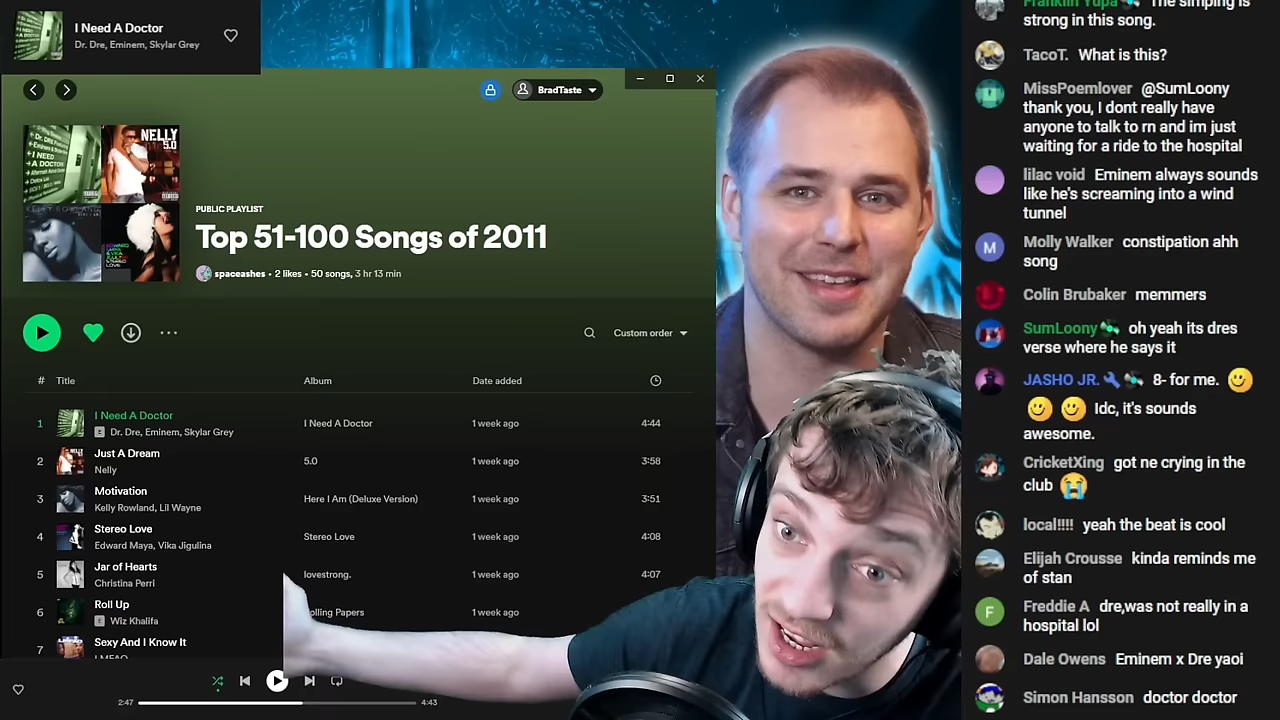 I Need A Doctor
Dr. Dre, Eminem, Skylar Grey
BradTaste
NELLY
5.0
PUBLIC PLAYLIST
Top 51-100 Songs of 2011
spaceashes • 2 likes • 50 songs, 3 hr 13 min
Custom order
# Title Album Date added
1 I Need A Doctor I Need A Doctor 1 week ago 4:44
E Dr. Dre, Eminem, Skylar Grey
2 Just A Dream 5.0 1 week ago 3:58
Nelly
3 Motivation Here I Am (Deluxe Version) 1 week ago 3:51
Kelly Rowland, Lil Wayne
4 Stereo Love Stereo Love 1 week ago 4:08
Edward Maya, Vika Jigulina
5 Jar of Hearts lovestrong. 1 week ago 4:07
Christina Perri
6 Roll Up olling Papers 1 week ago
E Wiz Khalifa
7 Sexy And I Know It
LMFAO
2:47 4:43
Franklin Yupa The simping is
strong in this song.
TacoT. What is this?
MissPoemlover @SumLoony
thank you, I dont really have
anyone to talk to rn and im just
waiting for a ride to the hospital
lilac void Eminem always sounds
like he's screaming into a wind
tunnel
M Molly Walker constipation ahh
song
Colin Brubaker memmers
SumLoony oh yeah its dres
verse where he says it
JASHO JR. 8- for me.
Idc, it's sounds
awesome.
CricketXing got ne crying in the
club
local!!!! yeah the beat is cool
Elijah Crousse kinda reminds me
of stan
F Freddie A dre,was not really in a
hospital lol
Dale Owens Eminem x Dre yaoi
Simon Hansson doctor doctor